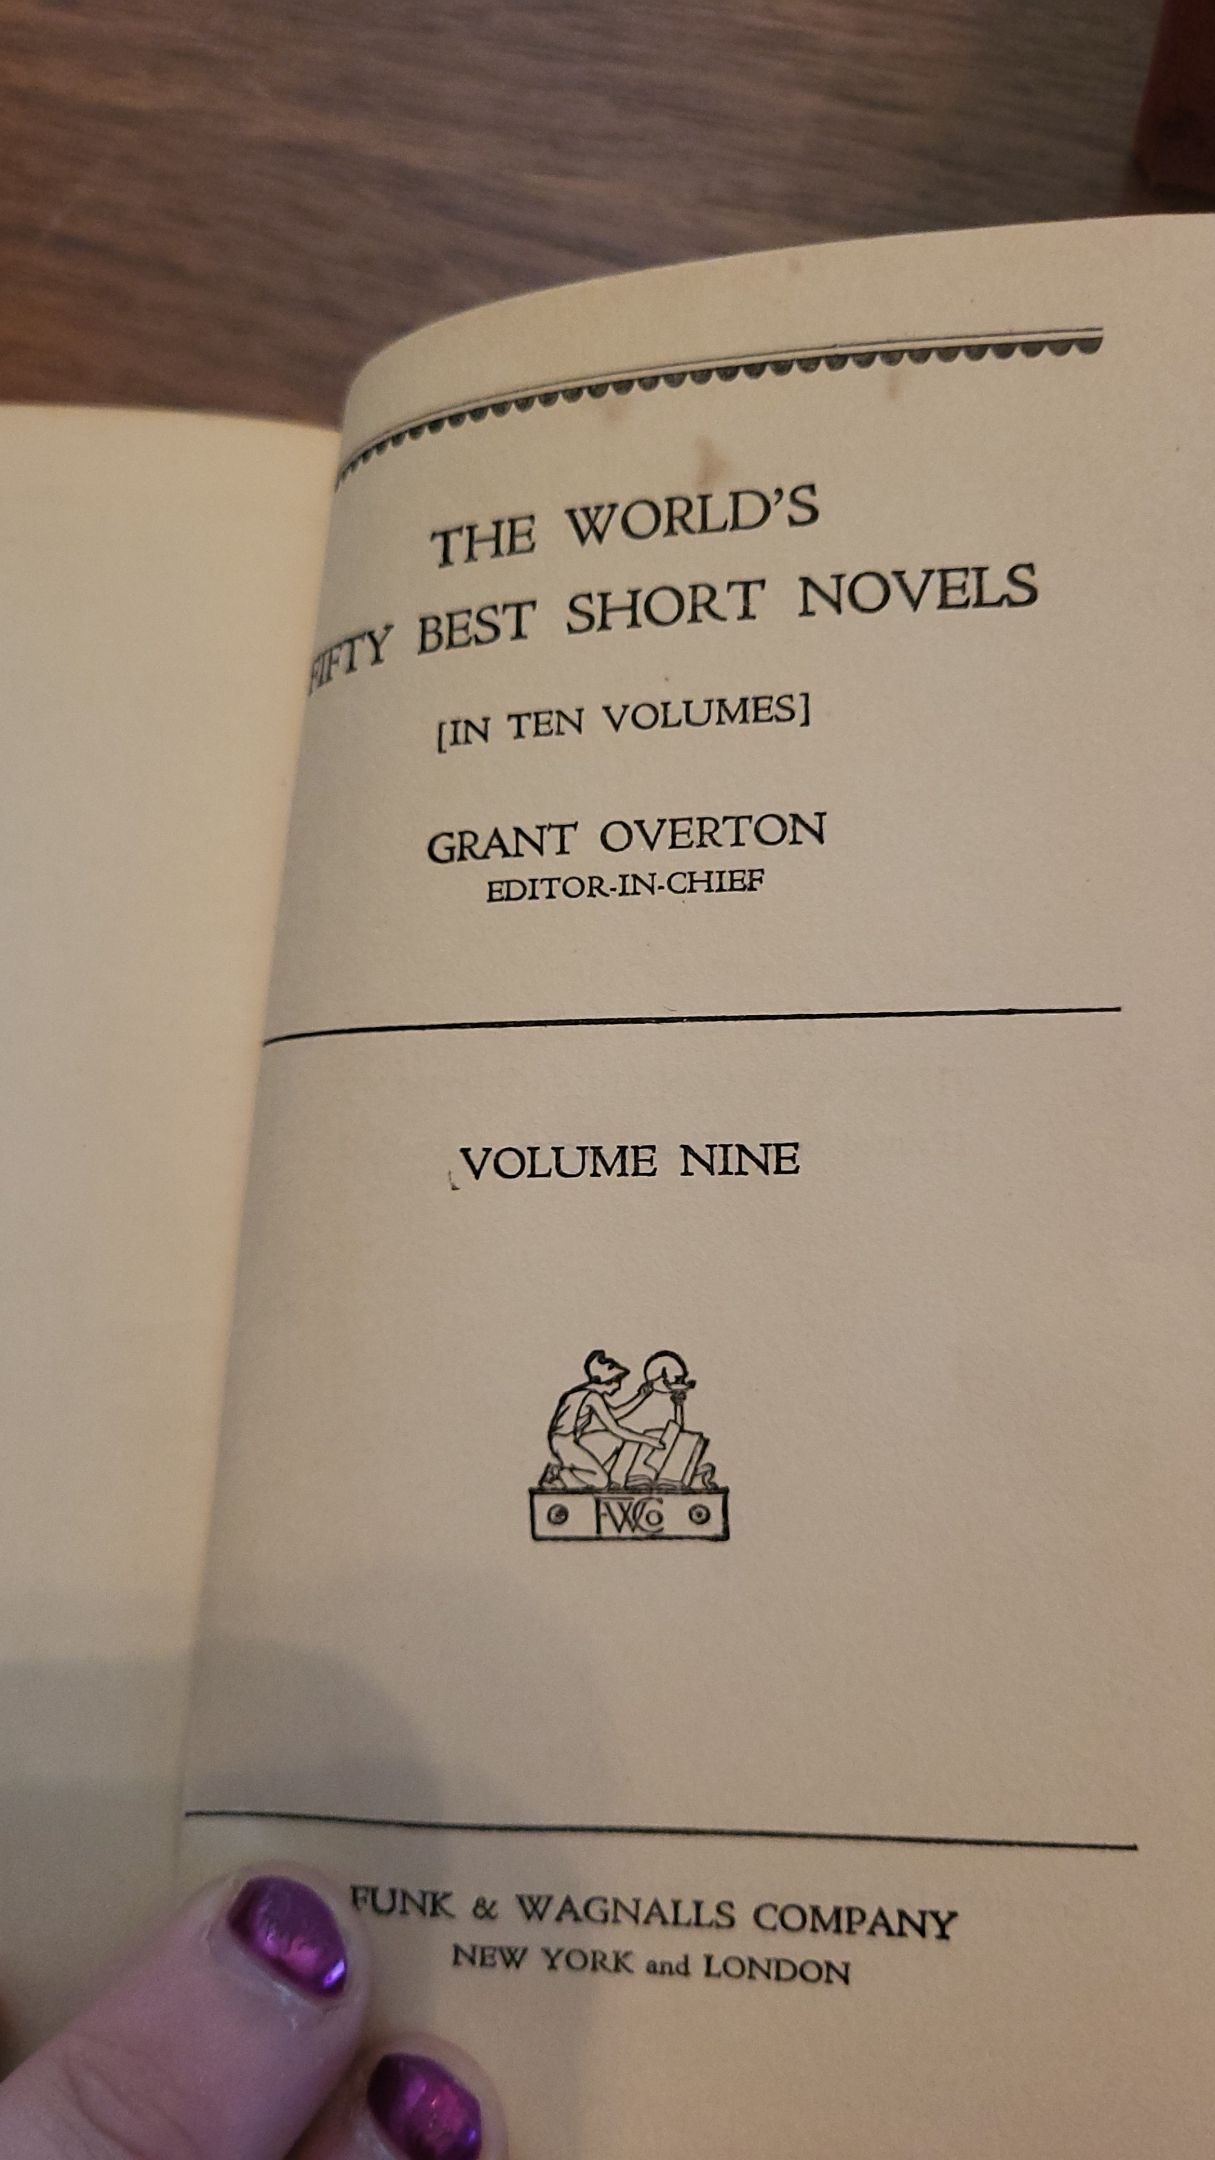 THE WORLD'S
FIFTY BEST SHORT NOVELS
[IN TEN VOLUMES]
GRANT OVERTON
EDITOR-IN-CHIEF
VOLUME NINE
FWCo
FUNK & WAGNALLS COMPANY
NEW YORK and LONDON